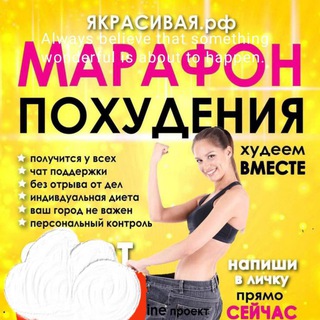 ЯКРАСИВАЯ.рф
Always believe that something
wonderful is about to happen.
МАРАФОН
ПОХУДЕНИЯ
худеем
ВМЕСТЕ
★ получится у всех
★ чат поддержки
★ без отрыва от дел
★ индивидуальная диета
★ ваш город не важен
★ персональный контроль
напиши
в личку
прямо
СЕЙЧАС
line проект